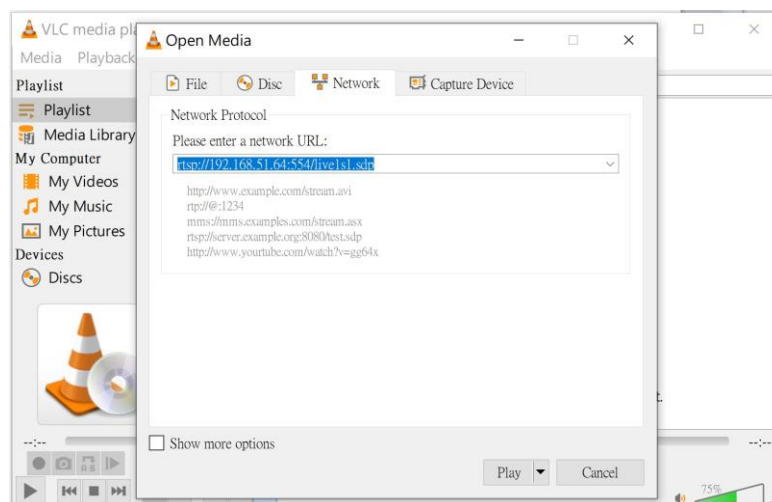 VLC media pla
Media Playback
Playlist
Playlist
Media Library
My Computer
My Videos
My Music
My Pictures
Devices
Discs
--:--
Open Media
File Disc Network Capture Device
Network Protocol
Please enter a network URL:
rtsp://192.168.51.64:554/live1s1.sdp
http://www.example.com/stream.avi
rtp://@:1234
mms://mms.examples.com/stream.asx
rtsp://server.example.org:8080/test.sdp
http://www.yourtube.com/watch?v=gg64x
Show more options
Play Cancel
t.
--:--
75%